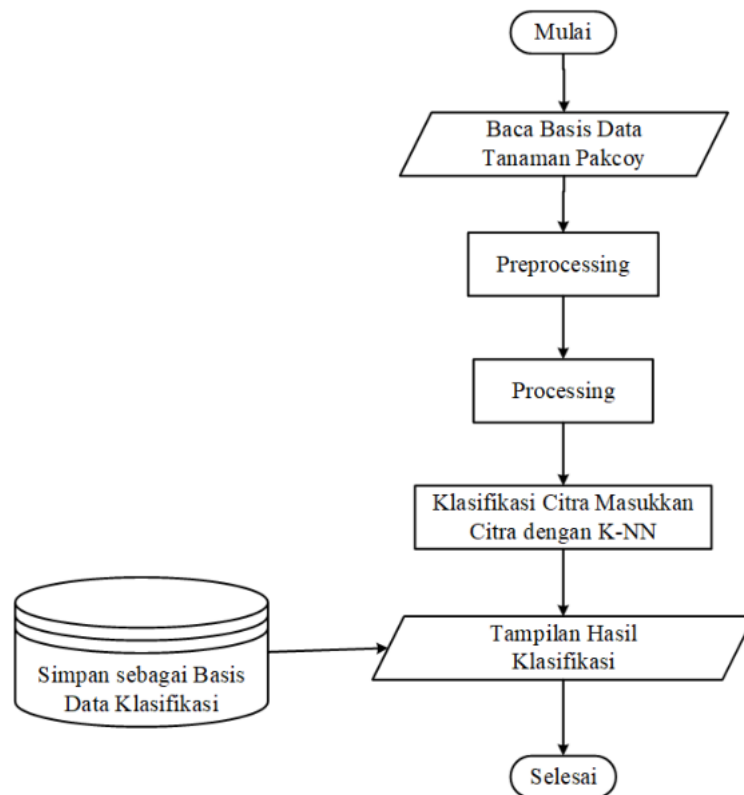 Mulai
Baca Basis Data
Tanaman Pakcoy
Preprocessing
Processing
Klasifikasi Citra Masukkan
Citra dengan K-NN
Simpan sebagai Basis
Data Klasifikasi
Tampilan Hasil
Klasifikasi
Selesai